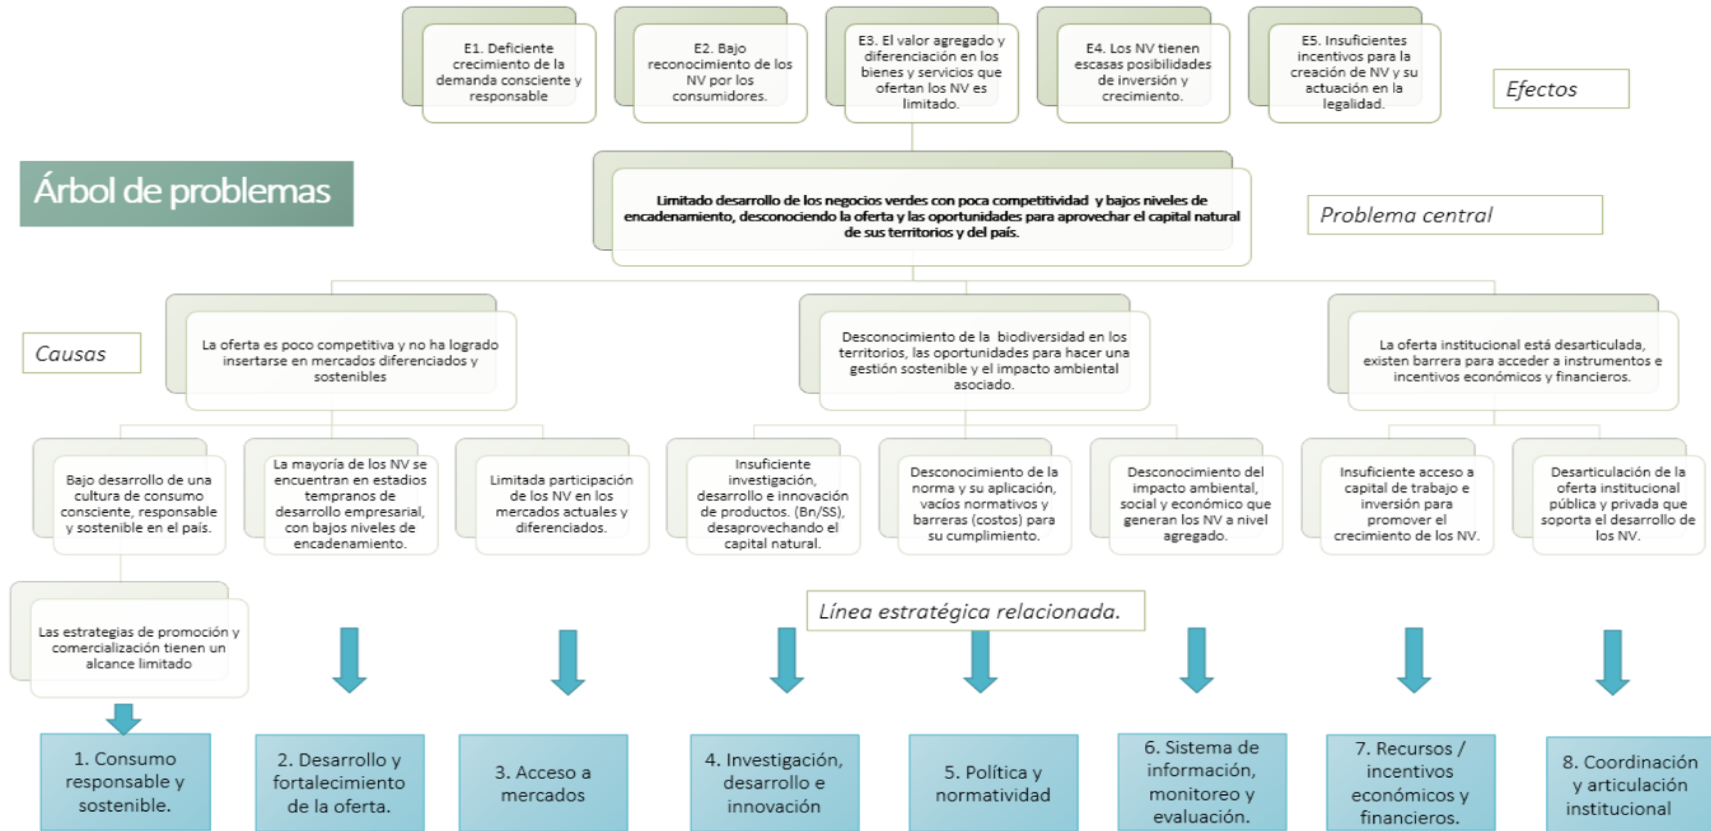 E1. Deficiente
crecimiento de la
demanda consciente y
responsable
E2. Bajo
reconocimiento de los
NV por los
consumidores.
E3. El valor agregado y
diferenciación en los
bienes y servicios que
ofertan los NV es
limitado.
E4. Los NV tienen
escasas posibilidades
de inversión y
crecimiento.
E5. Insuficientes
incentivos para la
creación de NV y su
actuación en la
legalidad.
Efectos
Árbol de problemas
Limitado desarrollo de los negocios verdes con poca competitividad y bajos niveles de
encadenamiento, desconociendo la oferta y las oportunidades para aprovechar el capital natural
de sus territorios y del país.
Problema central
Causas
La oferta es poco competitiva y no ha logrado
insertarse en mercados diferenciados y
sostenibles
Desconocimiento de la biodiversidad en los
territorios, las oportunidades para hacer una
gestión sostenible y el impacto ambiental
asociado.
La oferta institucional está desarticulada,
existen barrera para acceder a instrumentos e
incentivos económicos y financieros.
Bajo desarrollo de una
cultura de consumo
consciente, responsable
y sostenible en el país.
La mayoría de los NV se
encuentran en estadios
tempranos de
desarrollo empresarial,
con bajos niveles de
encadenamiento.
Limitada participación
de los NV en los
mercados actuales y
diferenciados.
Insuficiente
investigación,
desarrollo e innovación
de productos. (Bn/SS),
desaprovechando el
capital natural.
Desconocimiento de la
norma y su aplicación,
vacíos normativos y
barreras (costos) para
su cumplimiento.
Desconocimiento del
impacto ambiental,
social y económico que
generan los NV a nivel
agregado.
Insuficiente acceso a
capital de trabajo e
inversión para
promover el
crecimiento de los NV.
Desarticulación de la
oferta institucional
pública y privada que
soporta el desarrollo de
los NV.
Las estrategias de promoción y
comercialización tienen un
alcance limitado
Línea estratégica relacionada.
1. Consumo
responsable y
sostenible.
2. Desarrollo y
fortalecimiento
de la oferta.
3. Acceso a
mercados
4. Investigación,
desarrollo e
innovación
5. Política y
normatividad
6. Sistema de
información,
monitoreo y
evaluación.
7. Recursos /
incentivos
económicos y
financieros.
8. Coordinación
y articulación
institucional